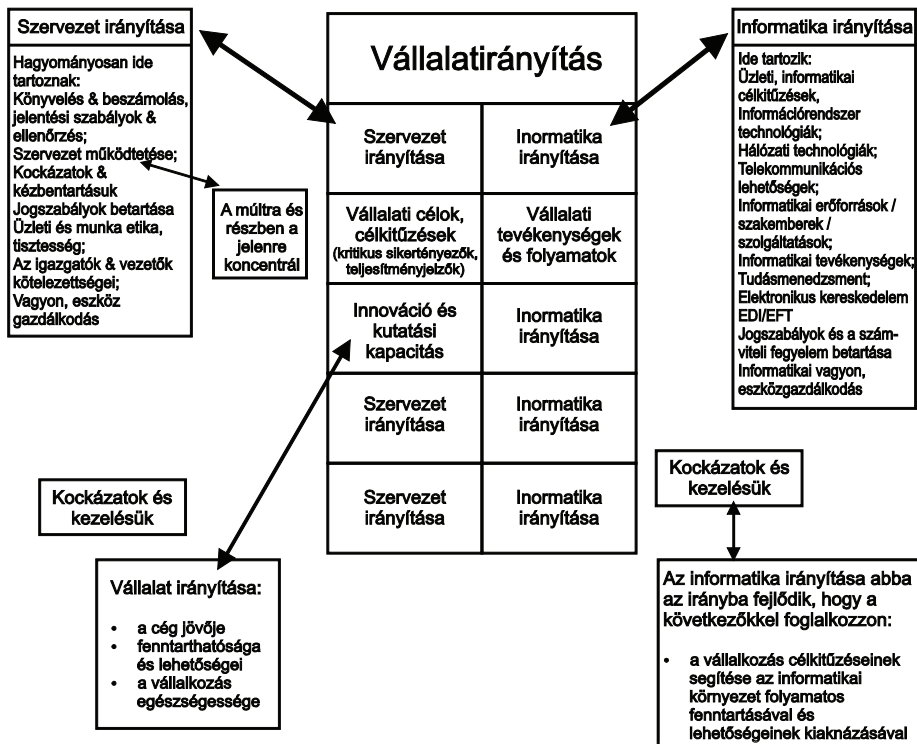 Szervezet irányítása
Hagyományosan ide
tartoznak:
Könyvelés & beszámolás,
jelentési szabályok &
ellenőrzés;
Szervezet működtetése;
Kockázatok &
kézbentartásuk
Jogszabályok betartása
Üzleti és munka etika,
tisztesség;
Az igazgatók & vezetők
kötelezettségei;
Vagyon, eszköz
gazdálkodás
A múltra és
részben a
jelenre
koncentrál
Vállalatirányítás
Szervezet
irányítása
Inormatika
irányítása
Vállalati célok,
célkitűzések
(kritikus sikertényezők,
teljesítményjelzők)
Vállalati
tevékenységek
és folyamatok
Innováció és
kutatási
kapacitás
Inormatika
irányítása
Szervezet
irányítása
Inormatika
irányítása
Szervezet
irányítása
Inormatika
irányítása
Informatika irányítása
Ide tartozik:
Üzleti, informatikai
célkitűzések,
Információrendszer
technológiák;
Hálózati technológiák;
Telekommunikációs
lehetőségek;
Informatikai erőforrások /
szakemberek /
szolgáltatások;
Informatikai tevékenységek;
Tudásmenedzsment;
Elektronikus kereskedelem
EDI/EFT
Jogszabályok és a szám-
viteli fegyelem betartása
Informatikai vagyon,
eszközgazdálkodás
Kockázatok és
kezelésük
Vállalat irányítása:
• a cég jövője
• fenntarthatósága
és lehetőségei
• a vállalkozás
egészségessége
Kockázatok és
kezelésük
Az informatika irányítása abba
az irányba fejlődik, hogy a
következőkkel foglalkozzon:
• a vállalkozás célkitűzéseinek
segítése az informatikai
környezet folyamatos
fenntartásával és
lehetőségeinek kiaknázásával